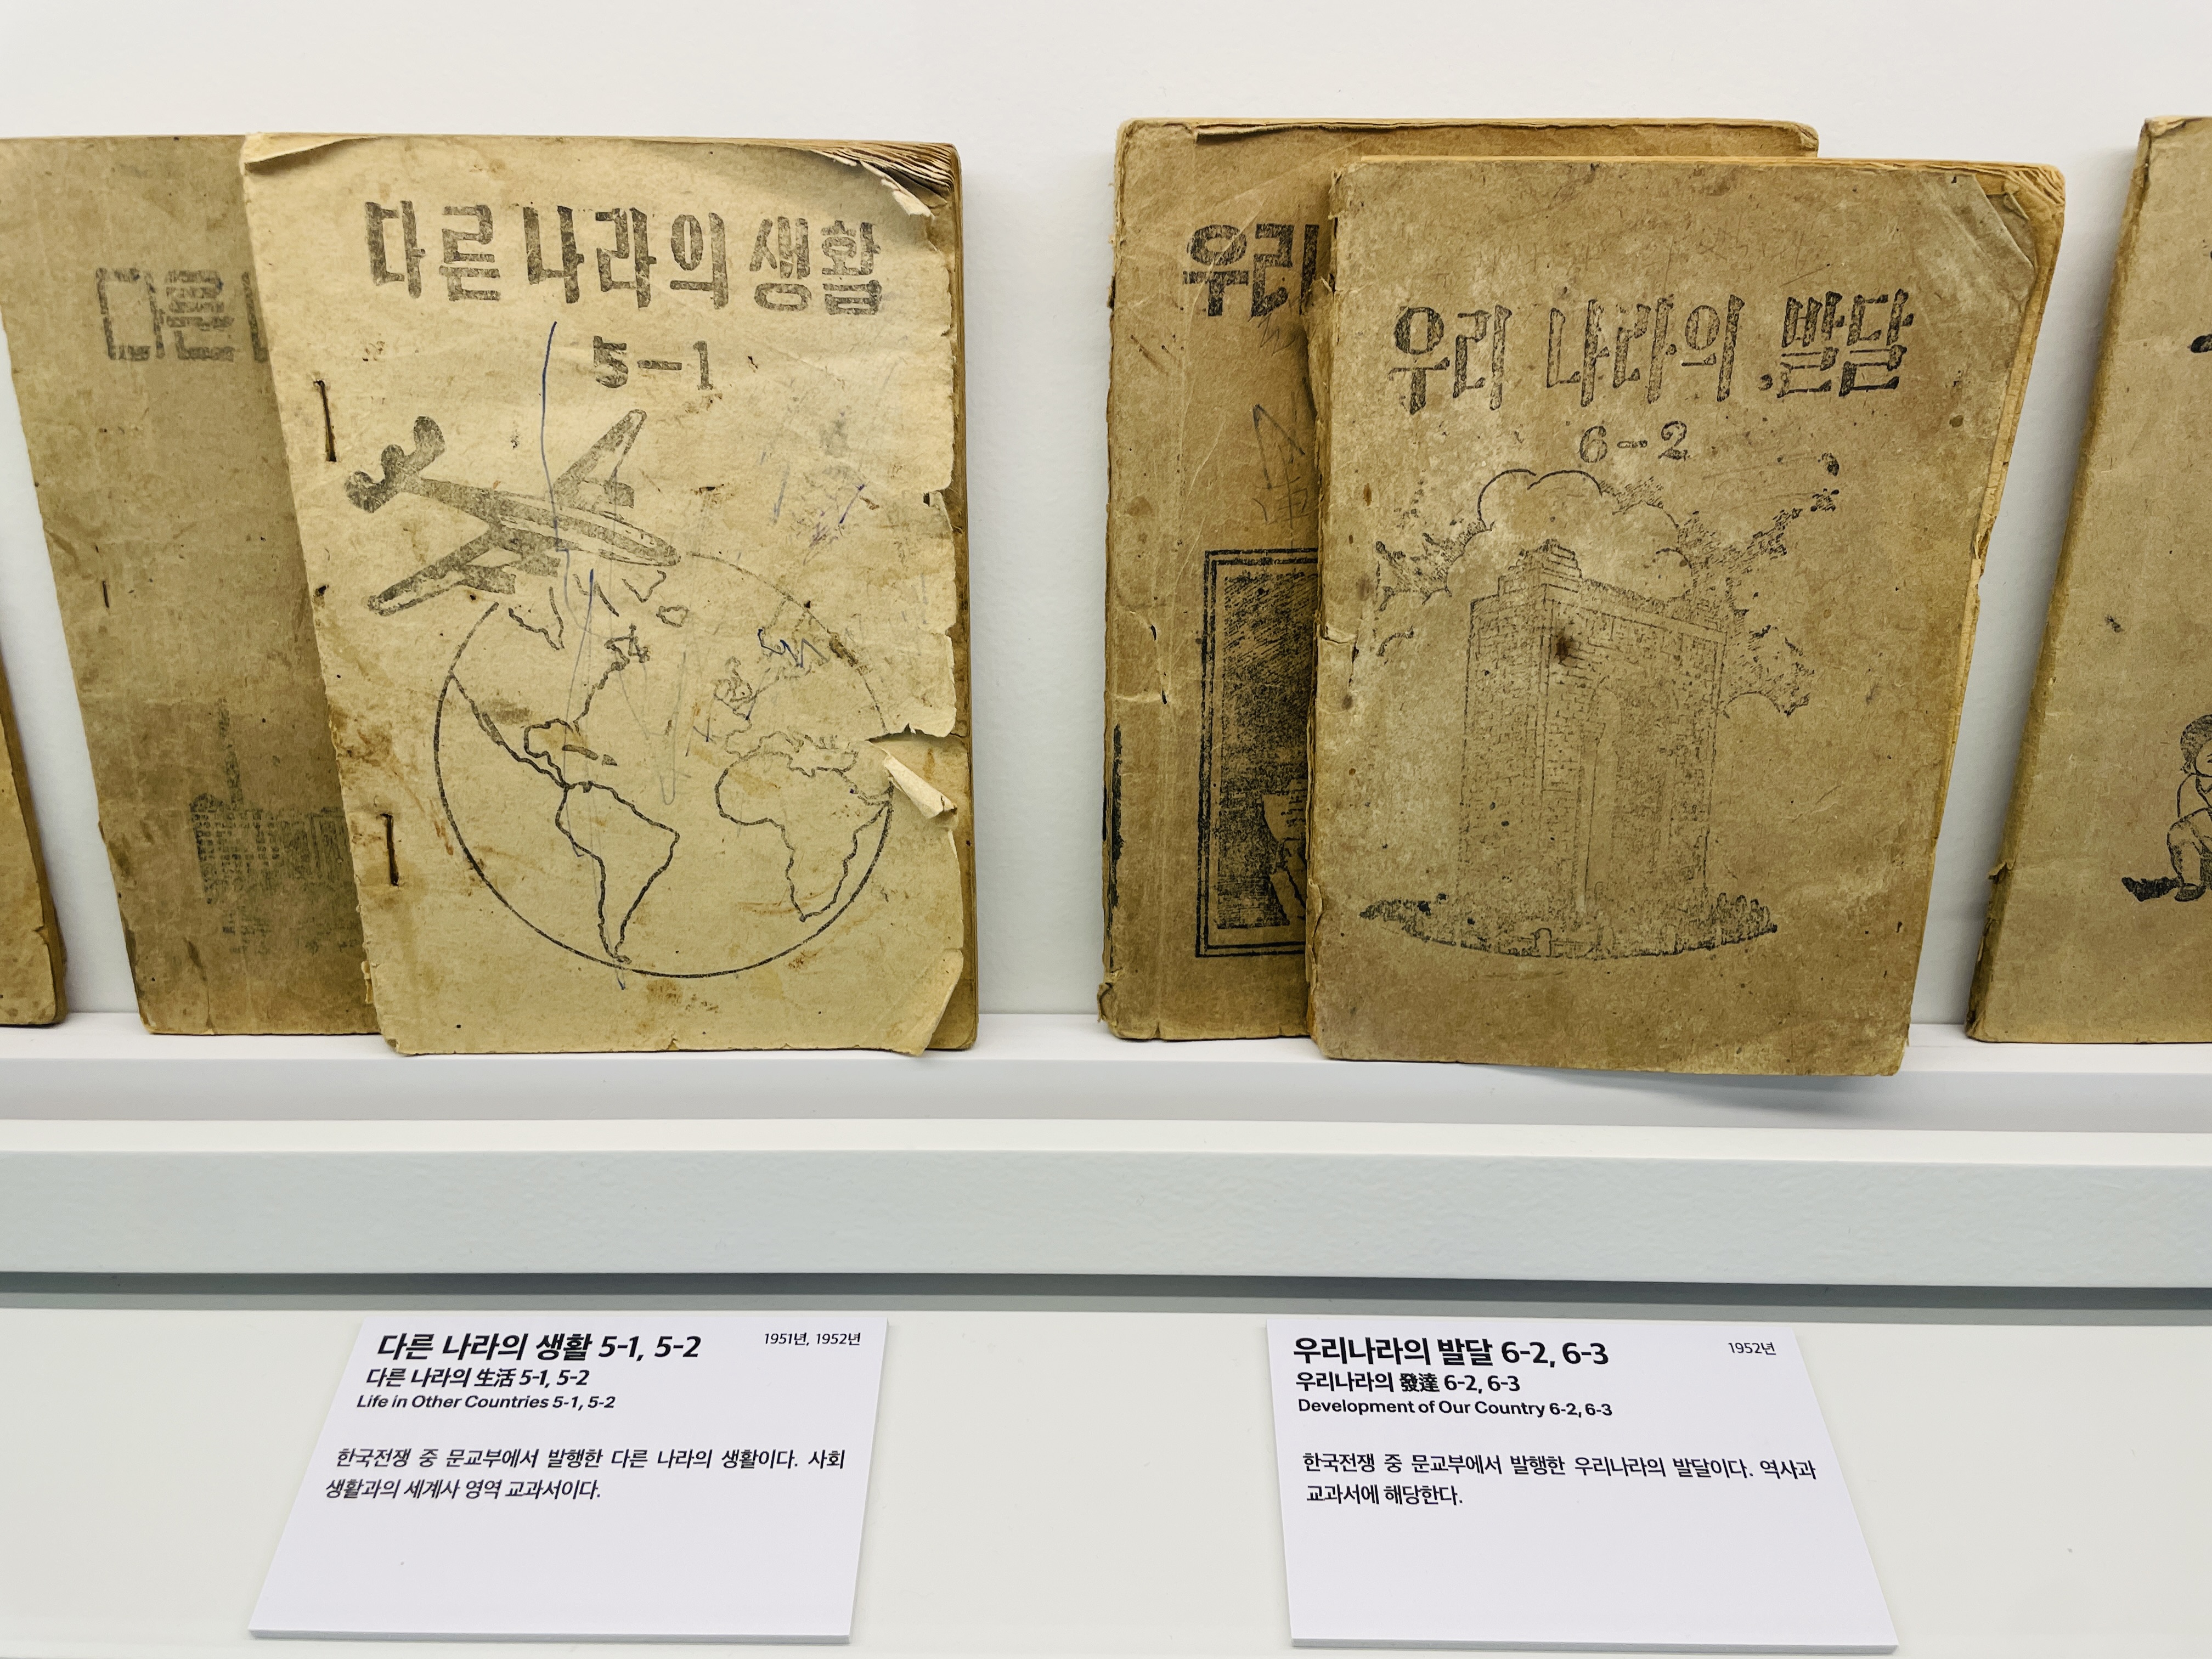 다른
다른 나라의 생활
5-1
우리
우리 나라의 발달
6-2
다른 나라의 생활 5-1, 5-2
1951년, 1952년
다른 나라의 生活 5-1, 5-2
Life in Other Countries 5-1, 5-2
한국전쟁 중 문교부에서 발행한 다른 나라의 생활이다. 사회
생활과의 세계사 영역 교과서이다.
우리나라의 발달 6-2, 6-3
1952년
우리나라의 發達 6-2, 6-3
Development of Our Country 6-2, 6-3
한국전쟁 중 문교부에서 발행한 우리나라의 발달이다. 역사과
교과서에 해당한다.